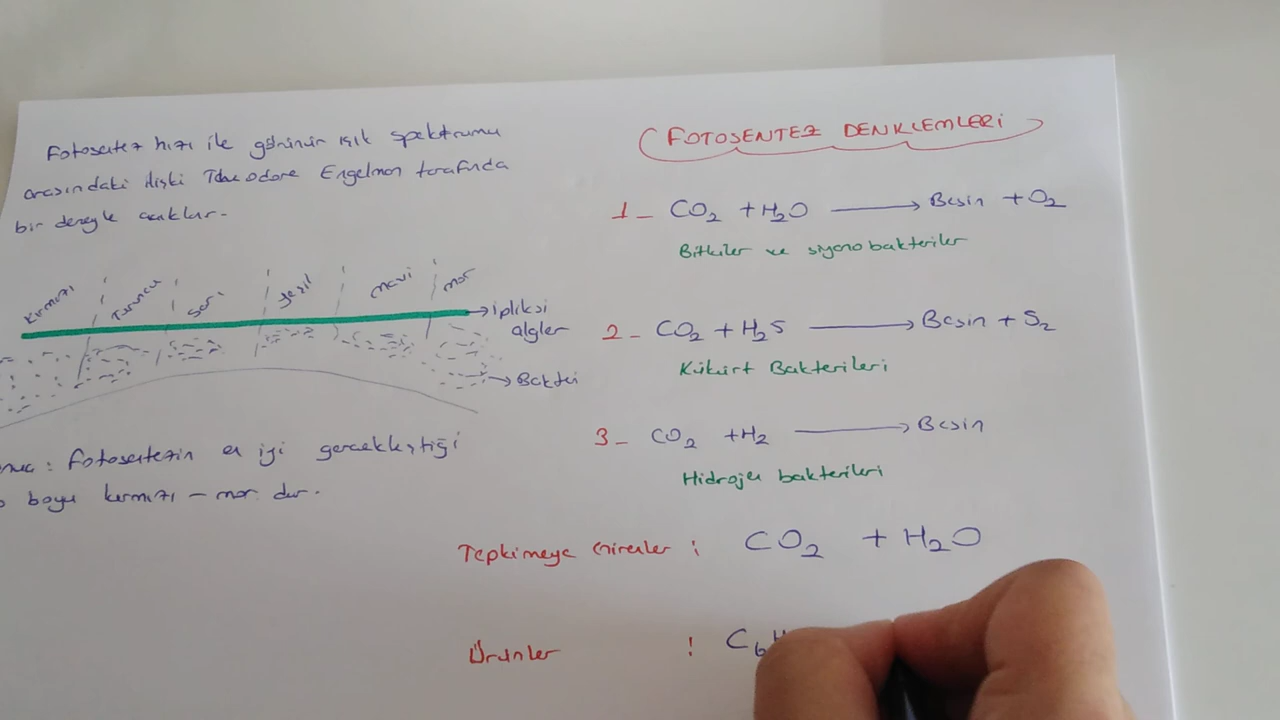 Fotosentez hızı ile görünür ışık spektrumu
arasındaki ilişki Theodore Engelman tarafından
bir deneyle açıklar.
Kırmızı
Turuncu
Sarı
Yeşil
mavi
mor
ipliksi
algler
Bakteri
nuç : Fotosentezin en iyi gerçekleştiği
boyu kırmızı - mor dur.
FOTOSENTEZ DENKLEMLERİ
1- CO₂ + H₂O → Besin + O₂
Bitkiler ve siyonobakteriler
2- CO₂ + H₂S → Besin + S₂
Kükürt Bakterileri
3- CO₂ + H₂ → Besin
Hidrojen bakterileri
Tepkimeye Girenler : CO₂ + H₂O
Ürünler : C₆H